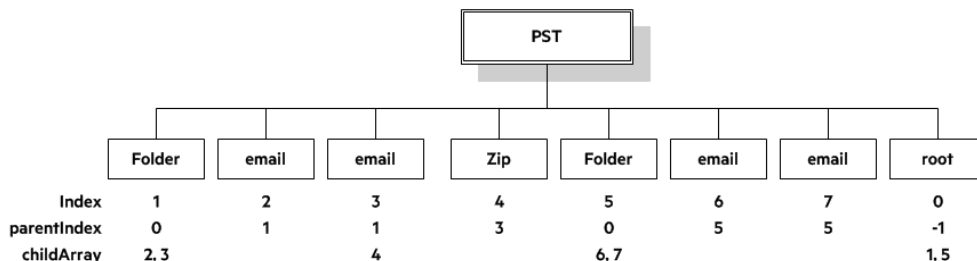 PST
Folder email email Zip Folder email email root
Index 1 2 3 4 5 6 7 0
parentIndex 0 1 1 3 0 5 5 -1
childArray 2, 3 4 6, 7 1, 5